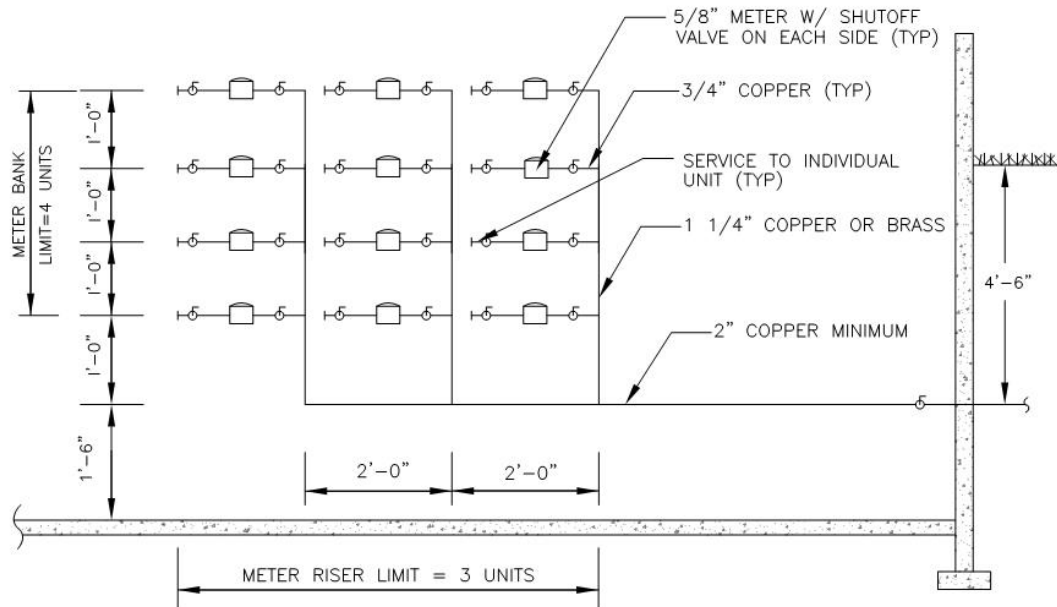 5/8" METER W/ SHUTOFF
VALVE ON EACH SIDE (TYP)
3/4" COPPER (TYP)
SERVICE TO INDIVIDUAL
UNIT (TYP)
1 1/4" COPPER OR BRASS
2" COPPER MINIMUM
4'-6"
METER BANK
LIMIT=4 UNITS
1'-0"
1'-0"
1'-0"
1'-0"
1'-6"
2'-0"
2'-0"
METER RISER LIMIT = 3 UNITS